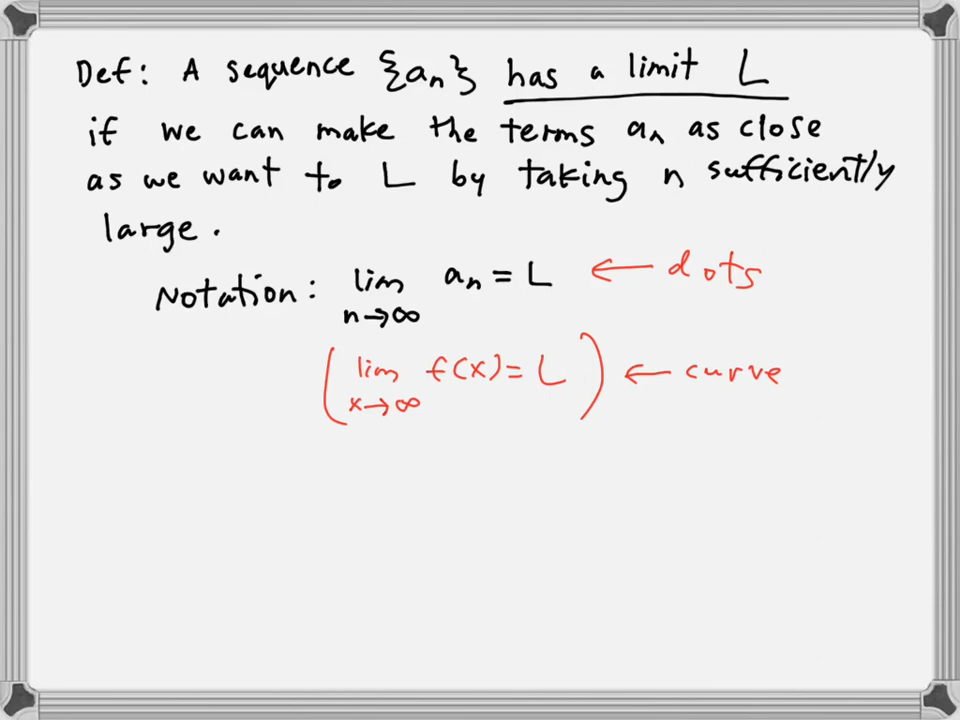 Def: A sequence {aₙ} has a limit L
if we can make the terms aₙ as close
as we want to L by taking n sufficiently
large.
Notation: lim aₙ = L ← dots
n→∞
(lim f(x) = L) ← curve
x→∞